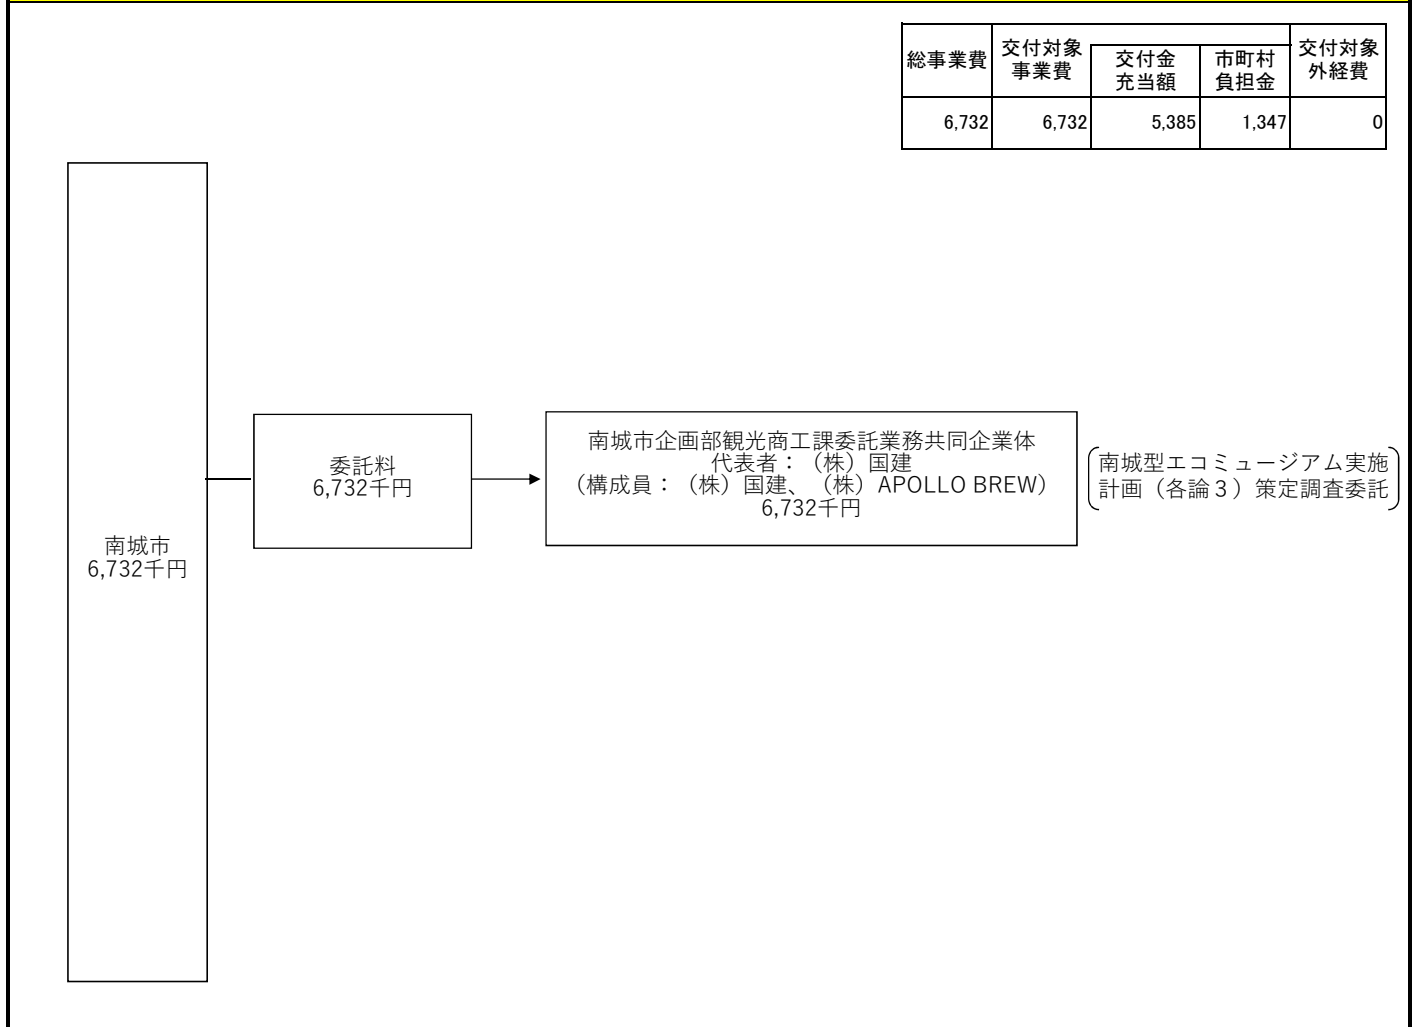 総事業費
交付対象
事業費
交付金
充当額
市町村
負担金
交付対象
外経費
6,732
6,732
5,385
1,347
0
南城市
6,732千円
委託料
6,732千円
南城市企画部観光商工課委託業務共同企業体
代表者：（株）国建
（構成員：（株）国建、（株）APOLLO BREW）
6,732千円
南城型エコミュージアム実施
計画（各論３）策定調査委託